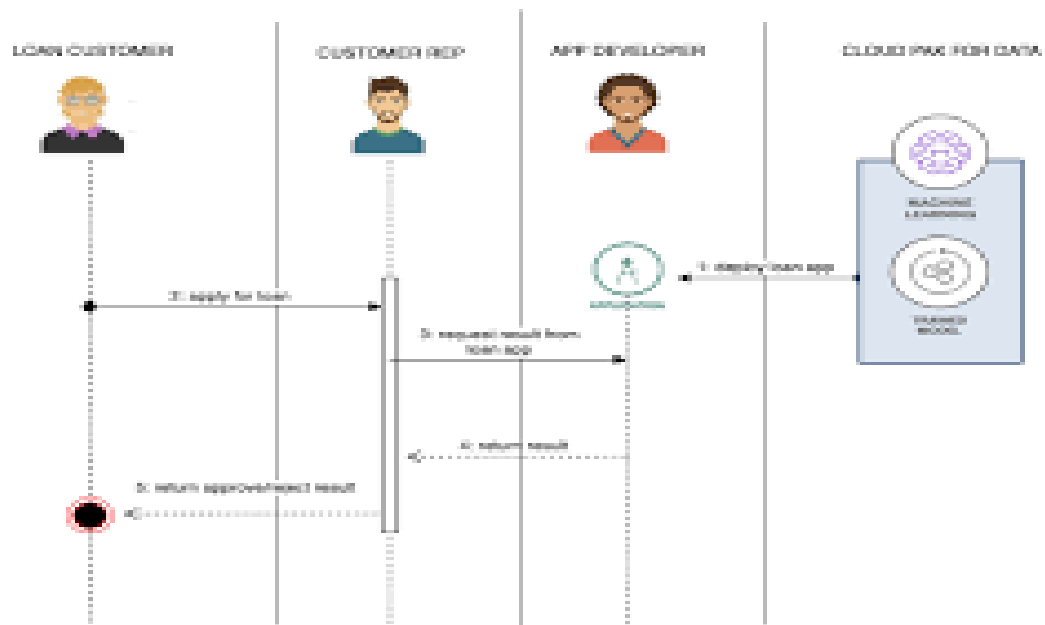 LOAN CUSTOMER
CUSTOMER REP
APP DEVELOPER
CLOUD PAK FOR DATA
MACHINE
LEARNING
1: deploy loan app
APPLICATION
2: apply for loan
TRAINED
MODEL
3: request result from
loan app
4: return result
5: return approve/reject result